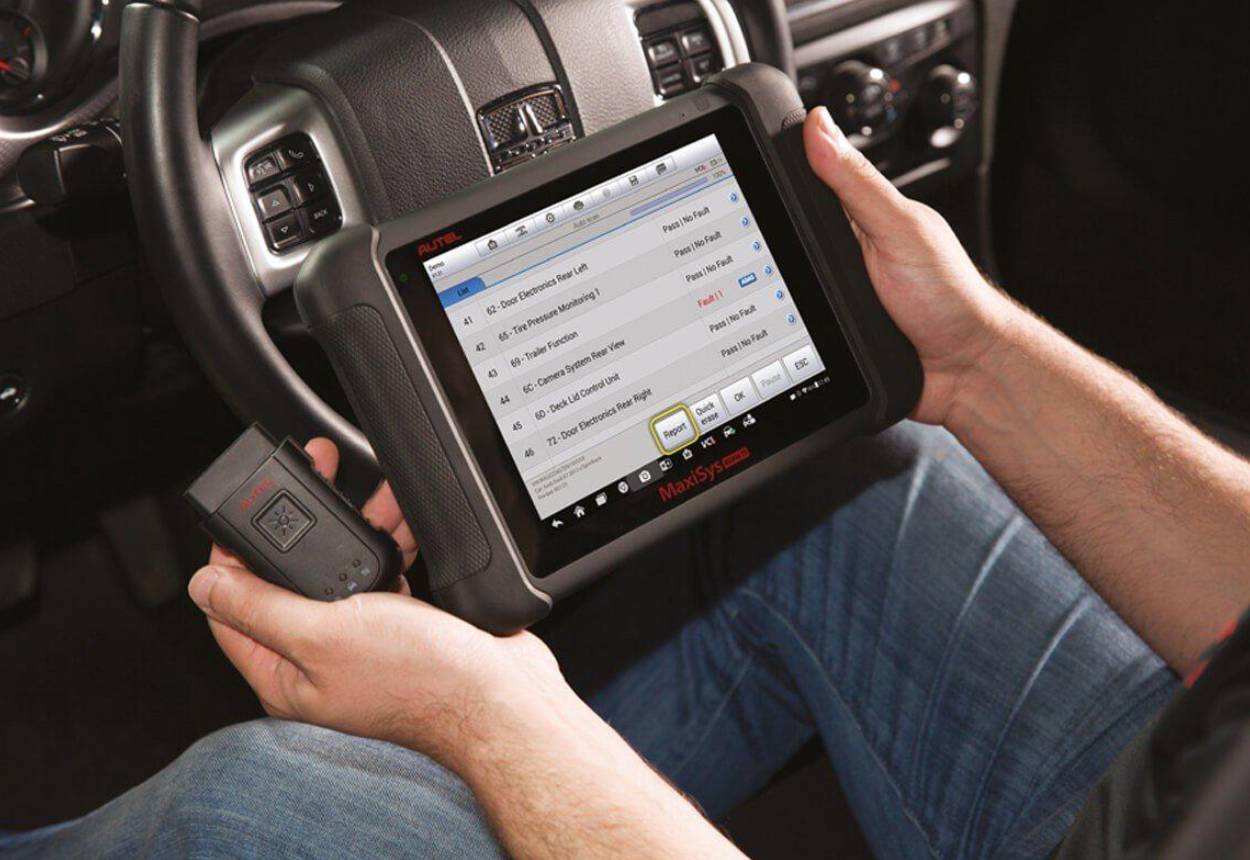 BACK
AUTEL
Demo
Auto scan
100%
List
41 62 - Door Electronics Rear Left Pass | No Fault
42 65 - Tire Pressure Monitoring 1 Pass | No Fault
43 69 - Trailer Function Pass | No Fault
44 6C - Camera System Rear View Fault | 1
45 6D - Deck Lid Control Unit Pass | No Fault
46 72 - Door Electronics Rear Right Pass | No Fault
Report
Quick
erase
OK
Pause
ESC
VCI
MaxiSys
AUTEL